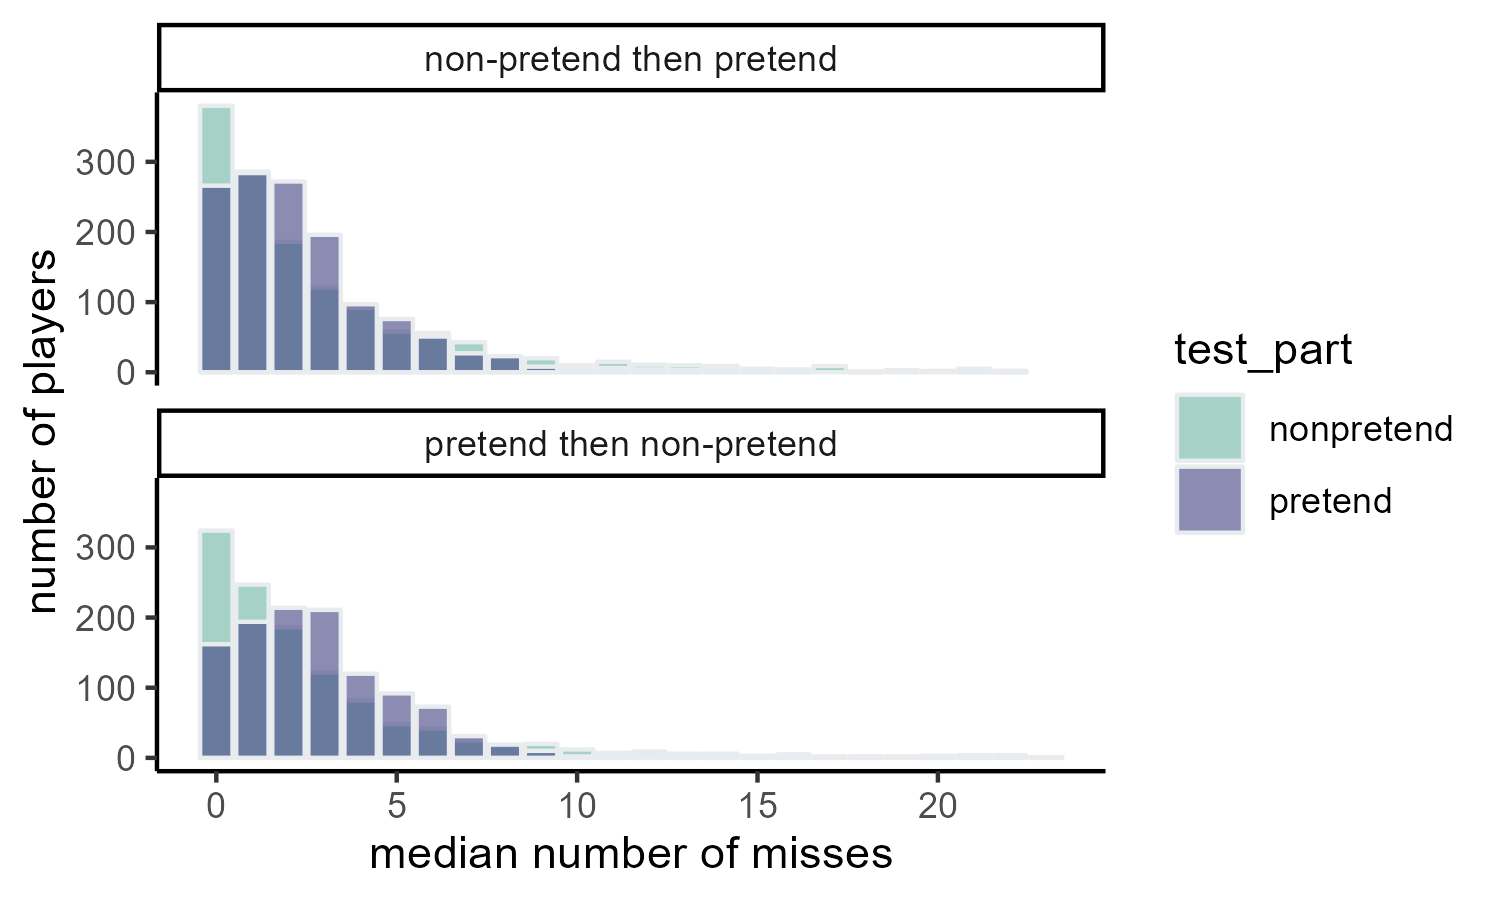 non-pretend then pretend
300
200
100
0
pretend then non-pretend
300
200
100
0
0 5 10 15 20
median number of misses
number of players
test_part
nonpretend
pretend